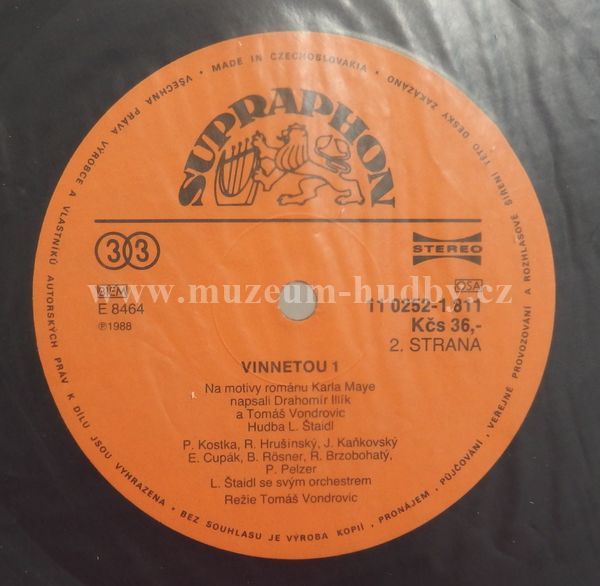 VŠECHNA PRÁVA VÝROBCE A VLASTNÍKŮ AUTORSKÝCH PRÁV K DÍLU JSOU VYHRAZENA • BEZ SOUHLASU JE VÝROBA KOPIÍ, PRONÁJEM, PŮJČOVÁNÍ, VEŘEJNÉ PROVOZOVÁNÍ A ROZHLASOVÉ ŠÍŘENÍ TÉTO DESKY ZAKÁZÁNO • MADE IN CZECHOSLOVAKIA •
SUPRAPHON
33
STEREO
www.muzeum-hudby.cz
BIEM
OSA
E 8464
11 0252-1 811
℗1988
Kčs 36,-
2. STRANA
VINNETOU 1
Na motivy románu Karla Maye
napsali Drahomír Illík
a Tomáš Vondrovic
Hudba L. Štaidl
P. Kostka, R. Hrušínský, J. Kaňkovský
E. Cupák, B. Rösner, R. Brzobohatý,
P. Pelzer
L. Štaidl se svým orchestrem
Režie Tomáš Vondrovic